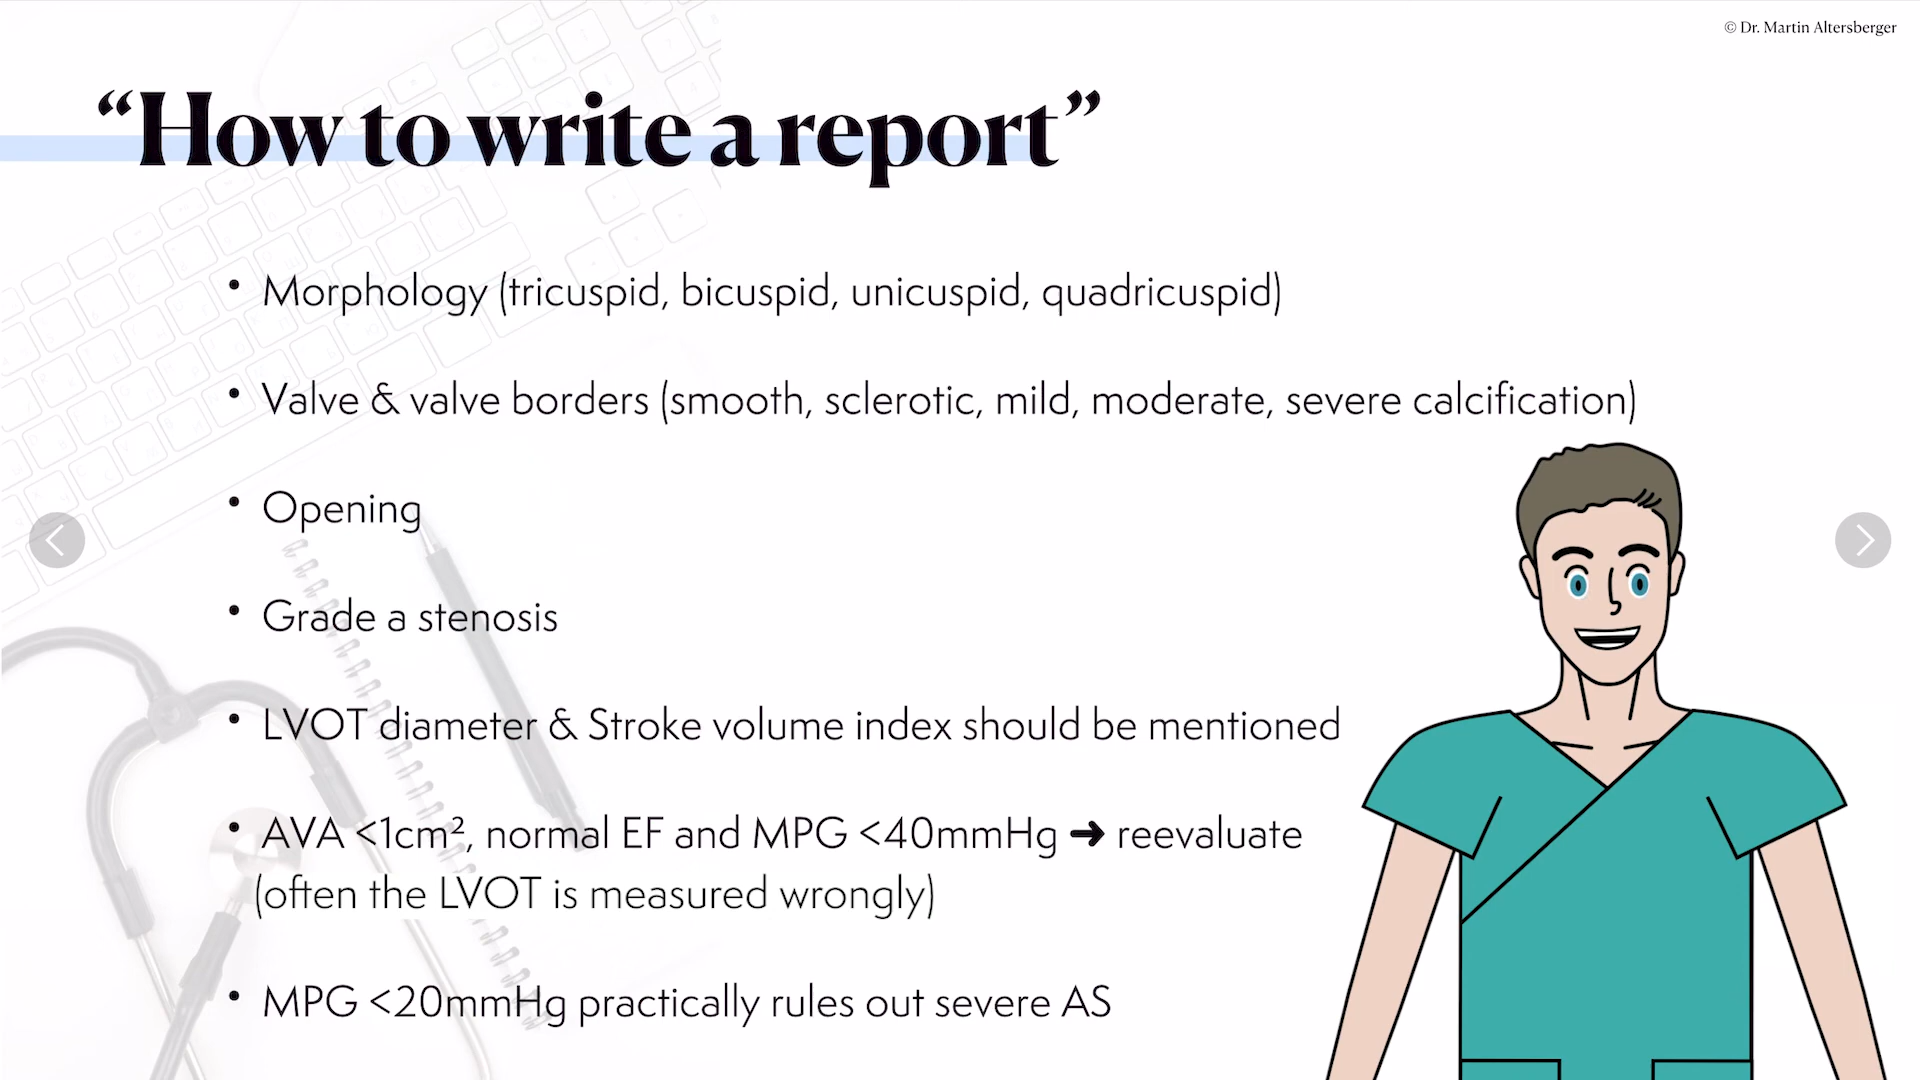 © Dr. Martin Altersberger
“How to write a report”
• Morphology (tricuspid, bicuspid, unicuspid, quadricuspid)
• Valve & valve borders (smooth, sclerotic, mild, moderate, severe calcification)
• Opening
• Grade a stenosis
• LVOT diameter & Stroke volume index should be mentioned
• AVA <1cm², normal EF and MPG <40mmHg ➜ reevaluate
(often the LVOT is measured wrongly)
• MPG <20mmHg practically rules out severe AS